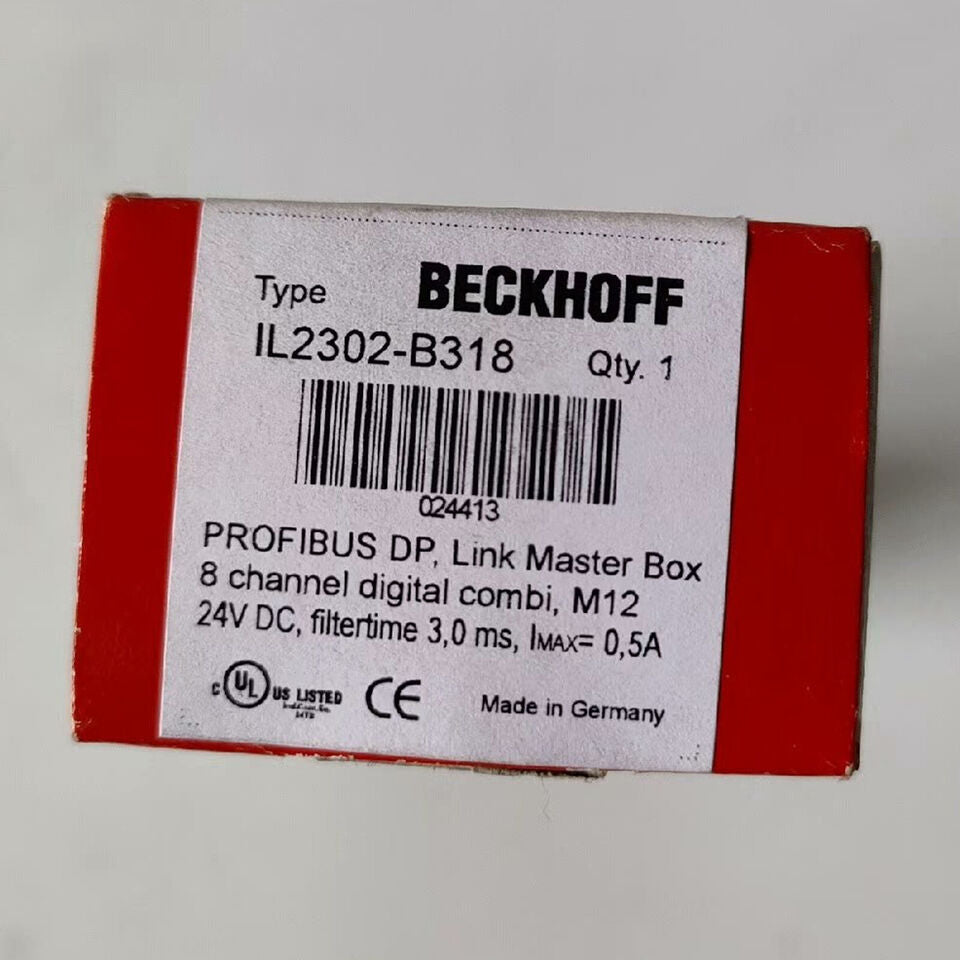 Type BECKHOFF
IL2302-B318 Qty. 1
024413
PROFIBUS DP, Link Master Box
8 channel digital combi, M12
24V DC, filtertime 3,0 ms, IMAX= 0,5A
c UL US LISTED CE Made in Germany